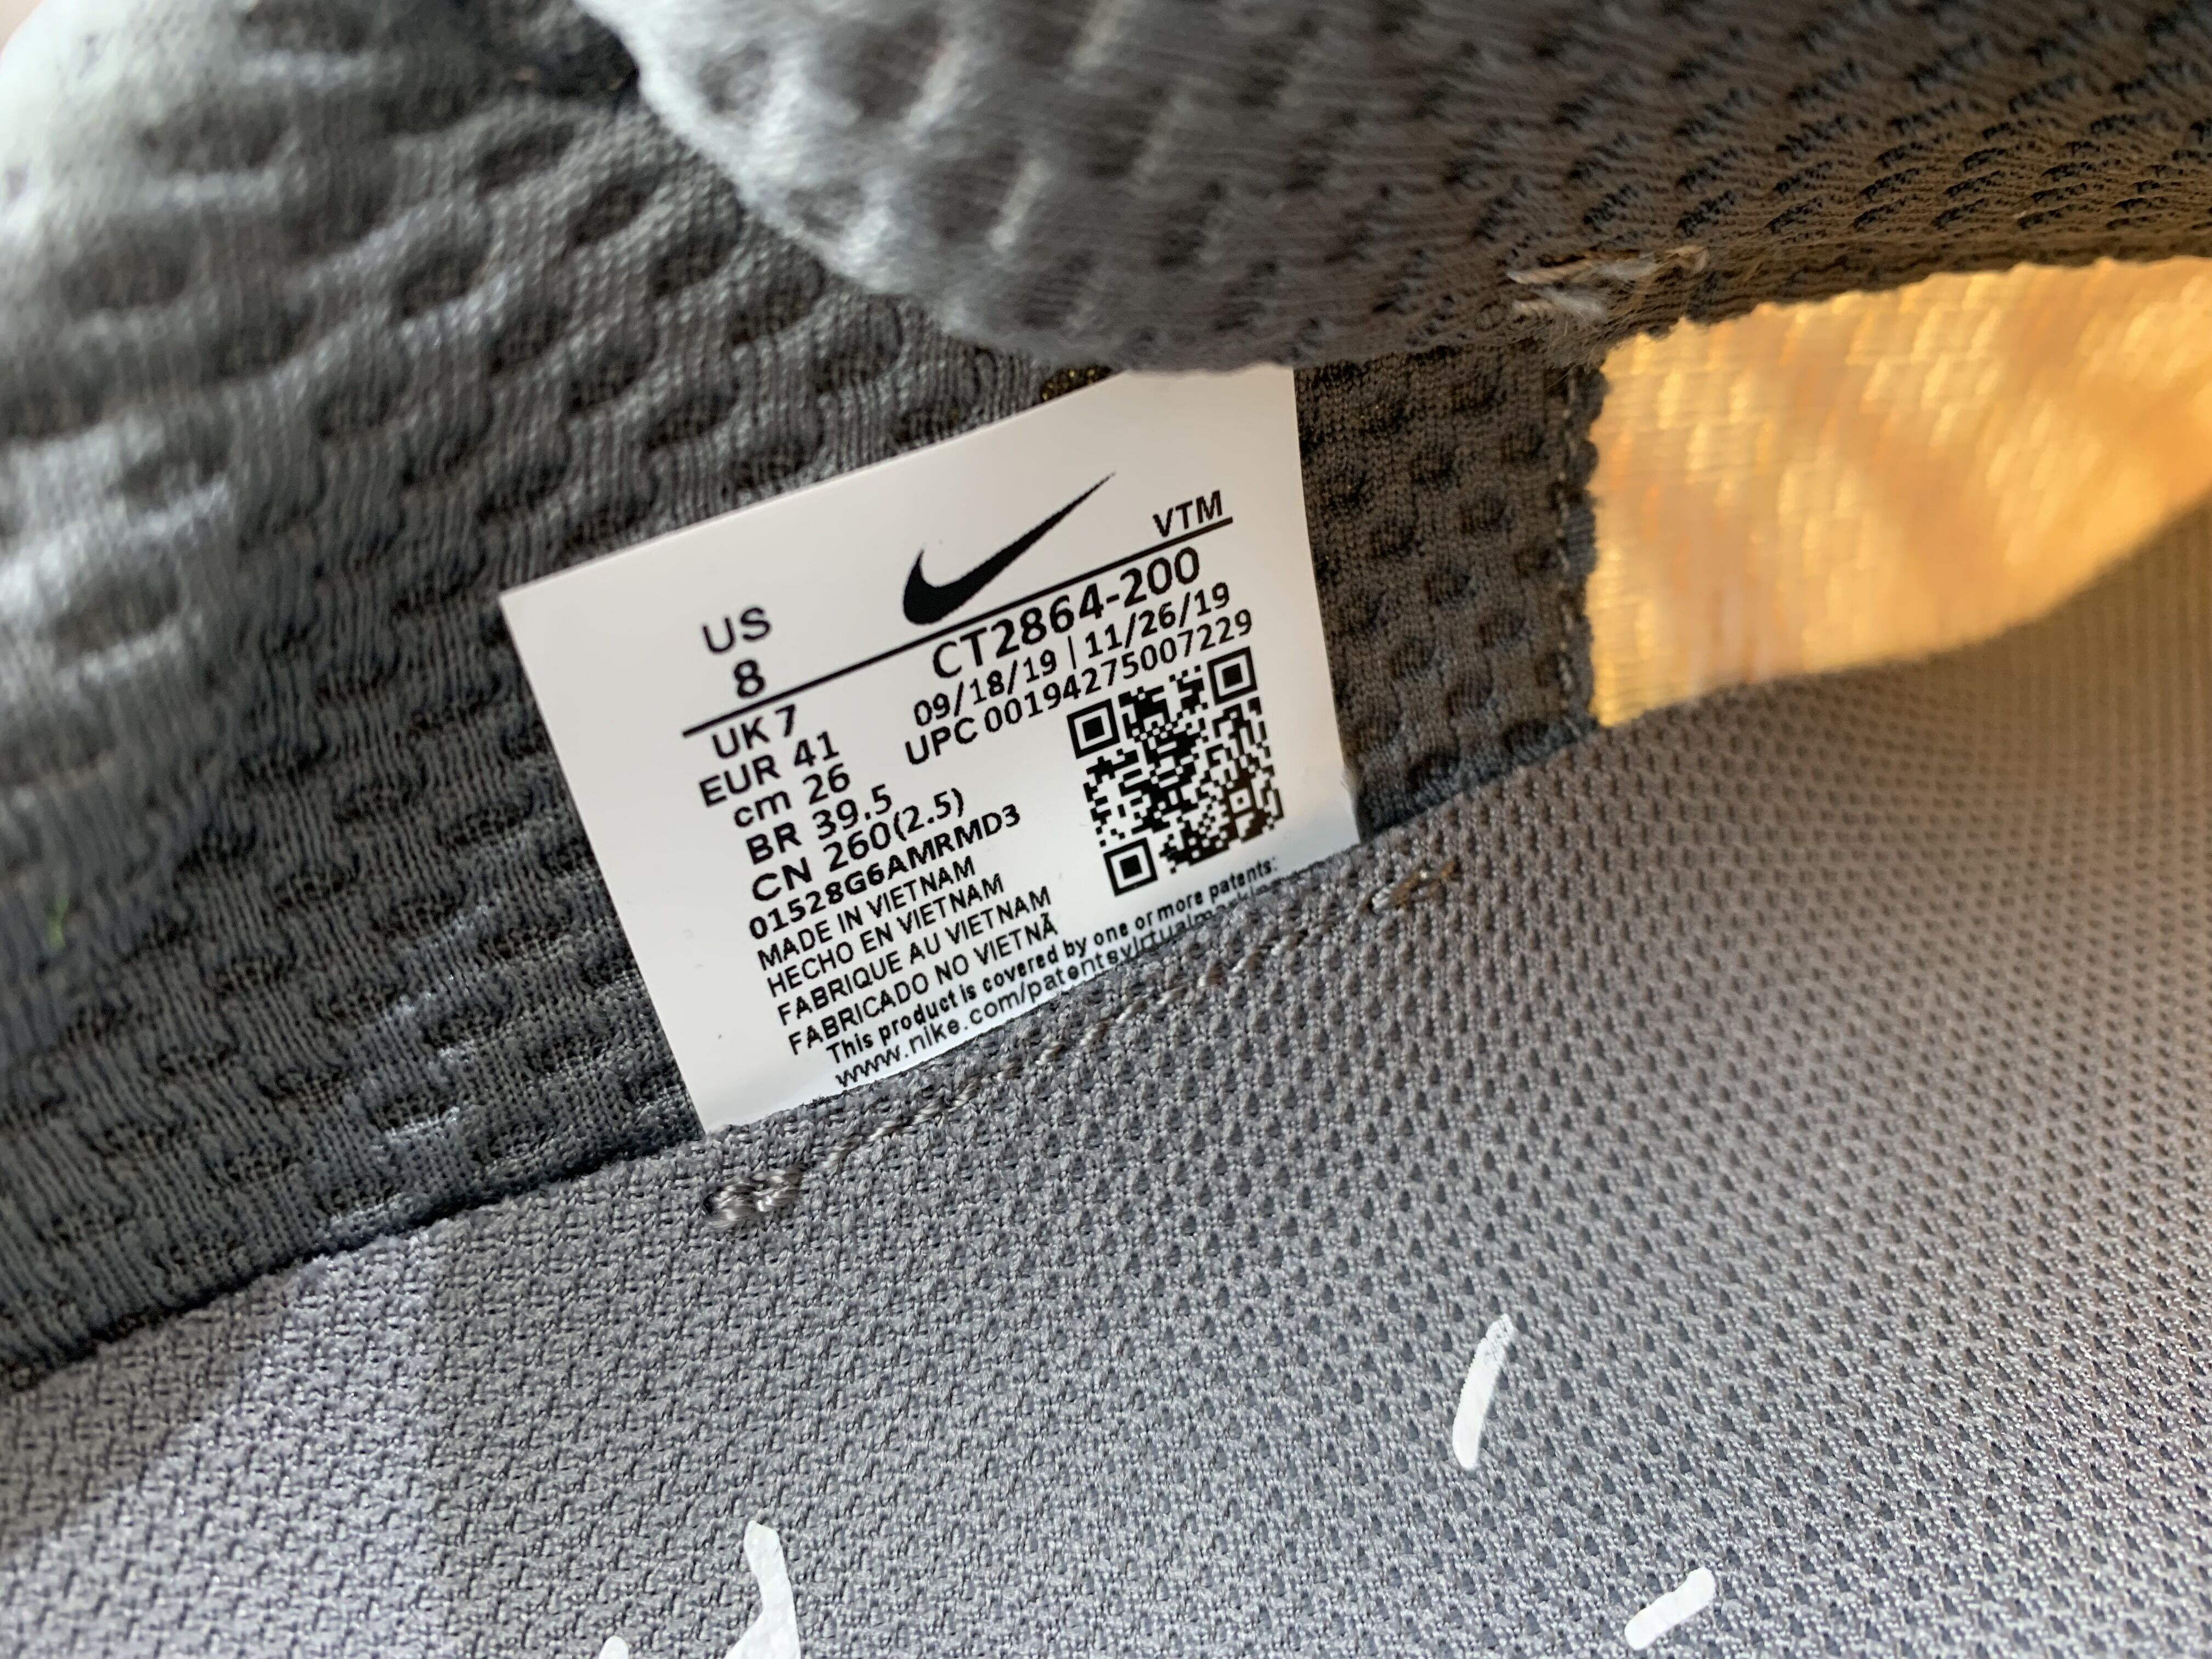 VTM
US
8
CT2864-200
09/18/19 | 11/26/19
UPC 00194275007229
UK 7
EUR 41
cm 26
BR 39.5
CN 260(2.5)
01528G6AMRMD3
MADE IN VIETNAM
HECHO EN VIETNAM
FABRIQUE AU VIETNAM
FABRICADO NO VIETNÃ
This product is covered by one or more patents:
www.nike.com/patentsvirtualmarking